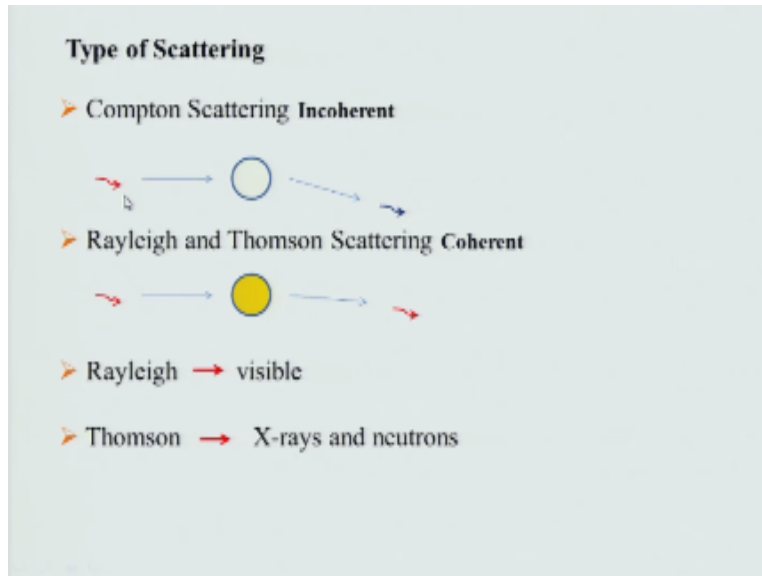 Type of Scattering
Compton Scattering Incoherent
Rayleigh and Thomson Scattering Coherent
Rayleigh → visible
Thomson → X-rays and neutrons